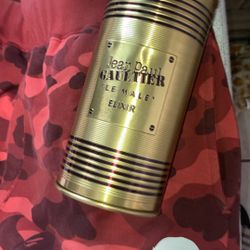 Jean Paul
GAULTIER
"LE MALE"
ELIXIR